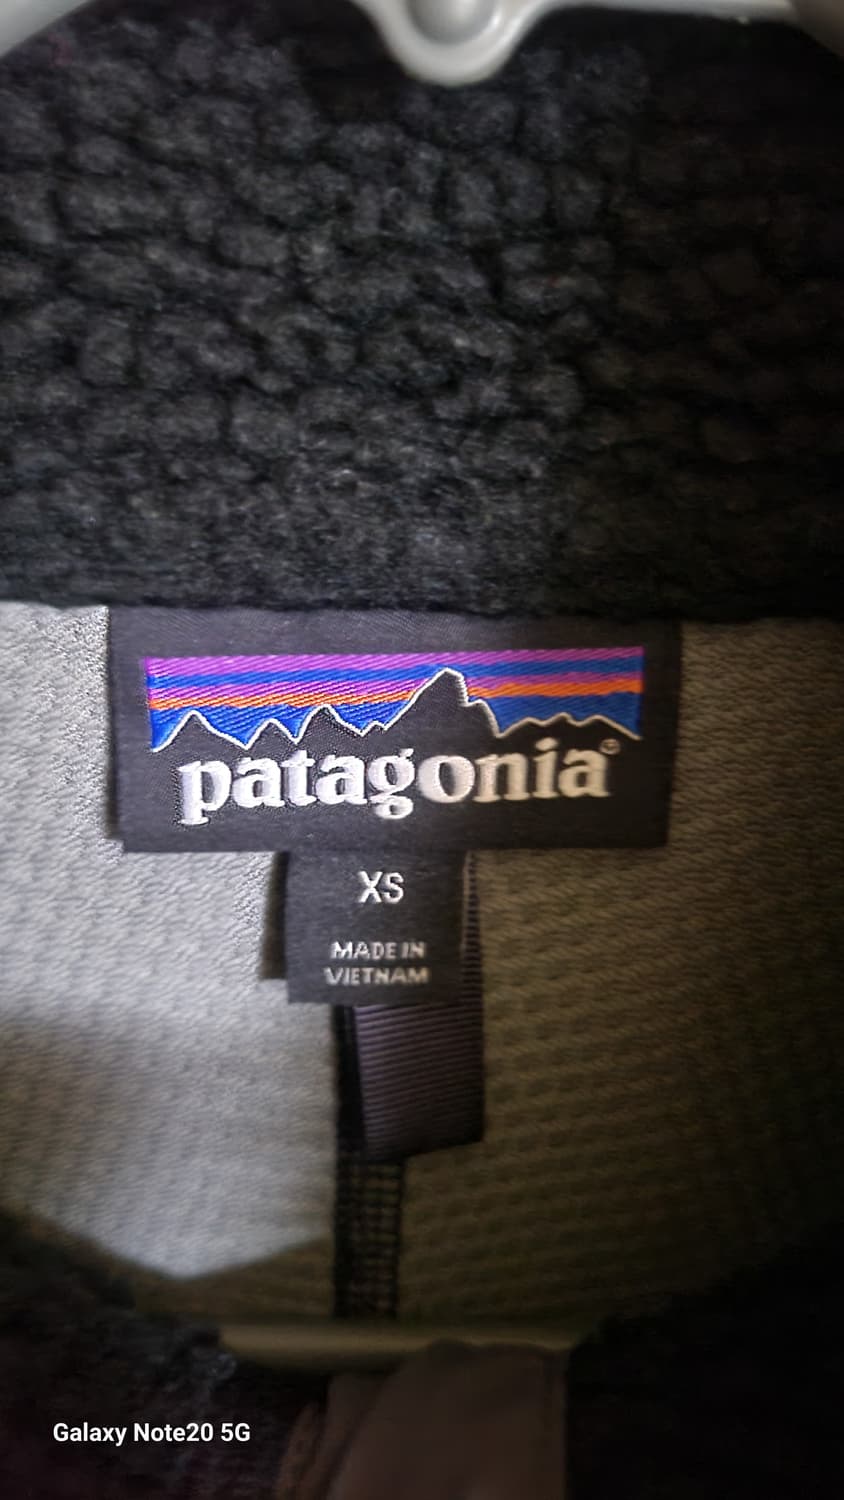 patagonia®
XS
MADE IN
VIETNAM
Galaxy Note20 5G